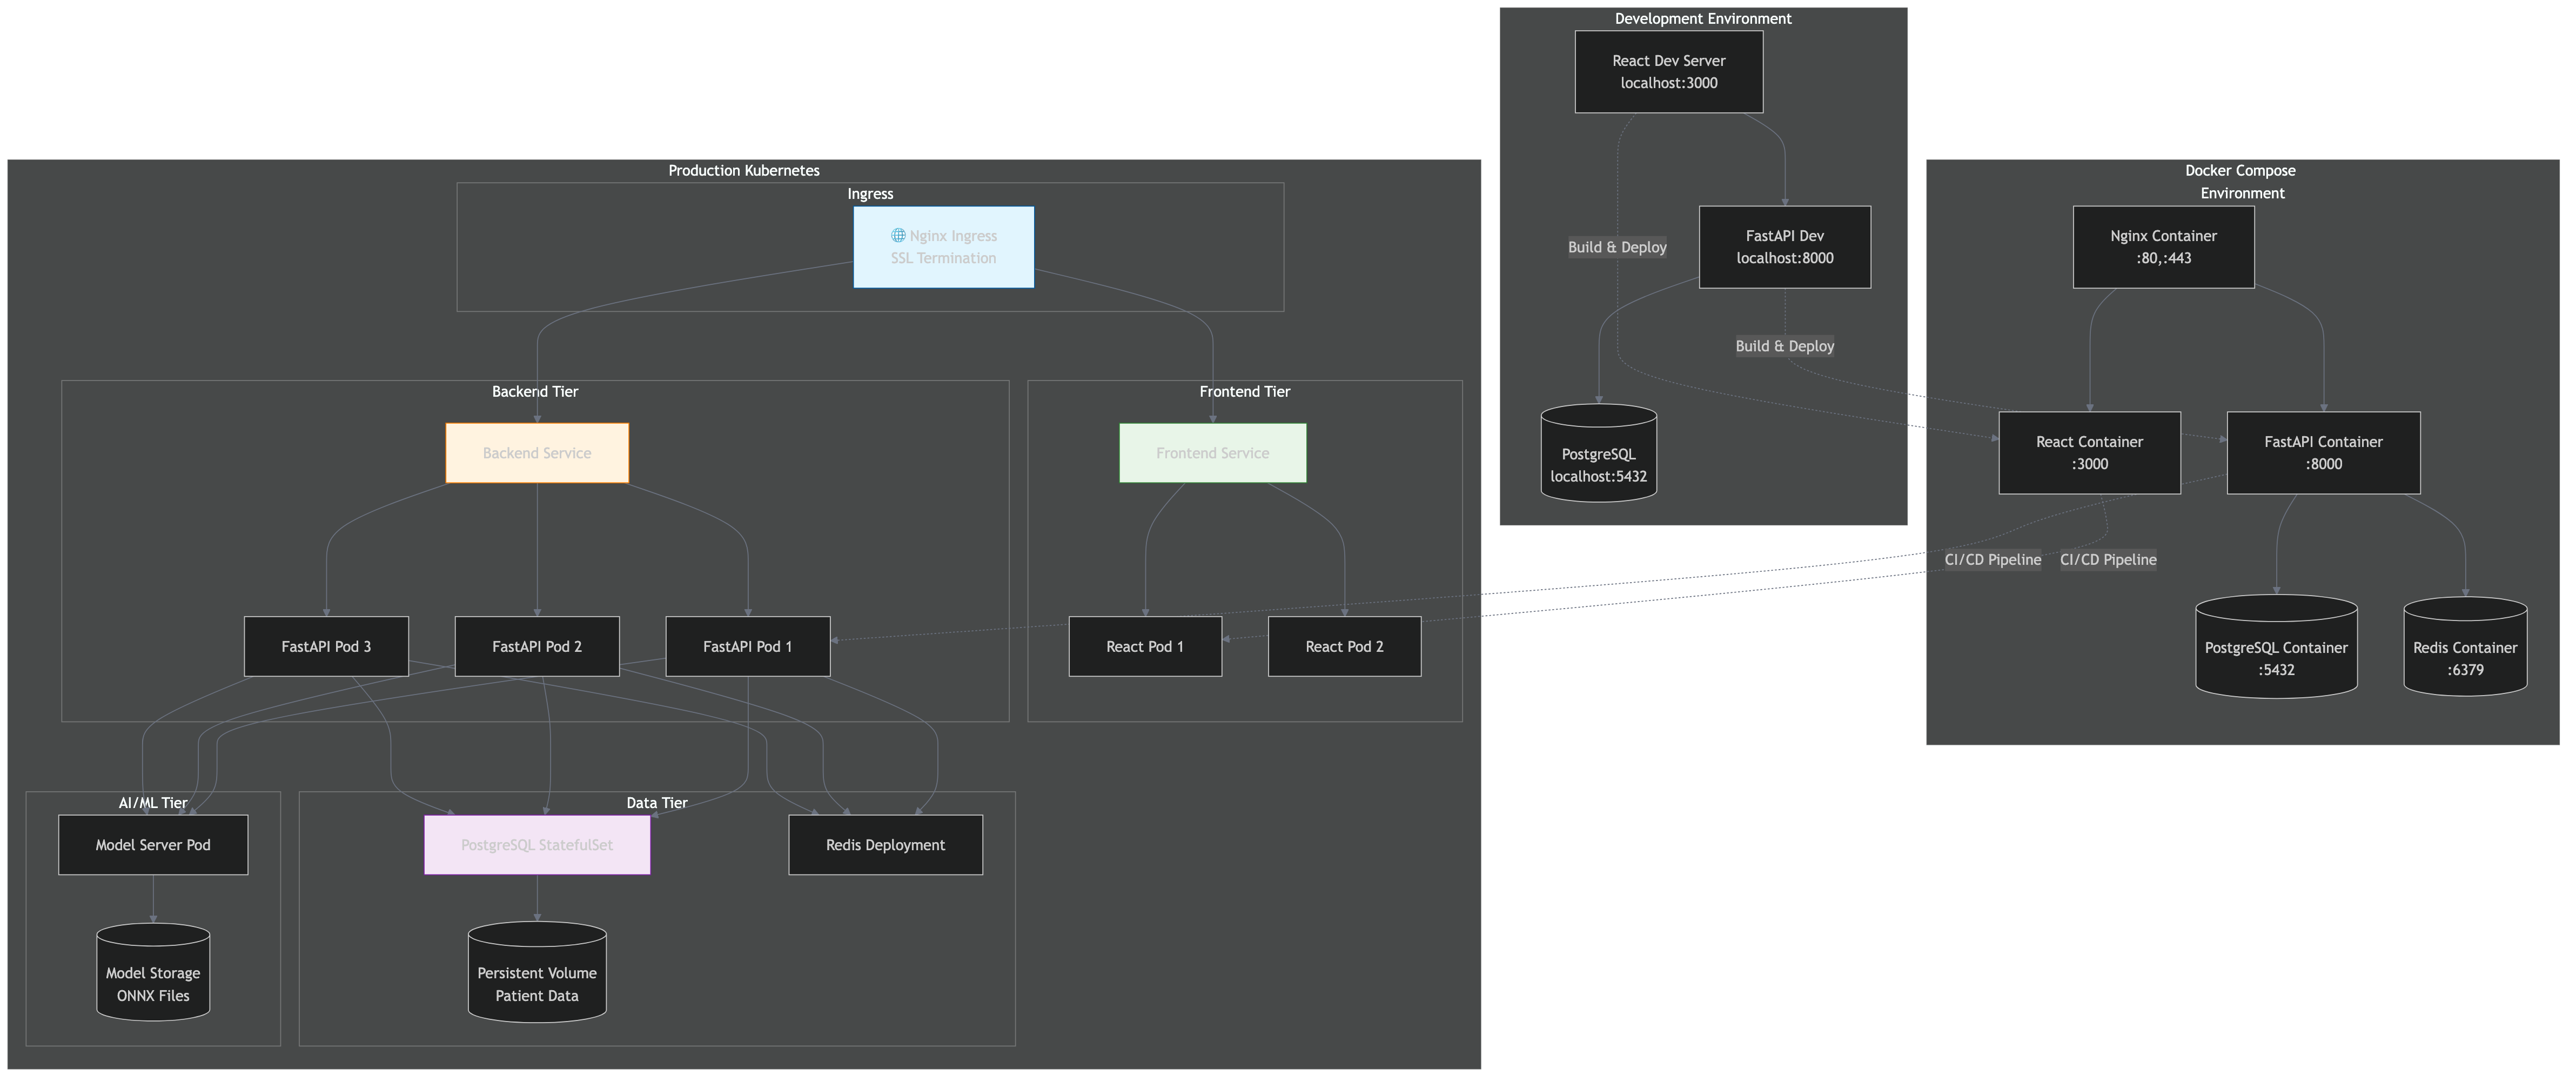 Development Environment
React Dev Server
localhost:3000
Build & Deploy
FastAPI Dev
localhost:8000
Build & Deploy
PostgreSQL
localhost:5432
Production Kubernetes
Ingress
🌐 Nginx Ingress
SSL Termination
Backend Tier
Backend Service
FastAPI Pod 3
FastAPI Pod 2
FastAPI Pod 1
Frontend Tier
Frontend Service
React Pod 1
React Pod 2
AI/ML Tier
Model Server Pod
Model Storage
ONNX Files
Data Tier
PostgreSQL StatefulSet
Redis Deployment
Persistent Volume
Patient Data
Docker Compose
Environment
Nginx Container
:80,:443
React Container
:3000
FastAPI Container
:8000
CI/CD Pipeline
CI/CD Pipeline
PostgreSQL Container
:5432
Redis Container
:6379